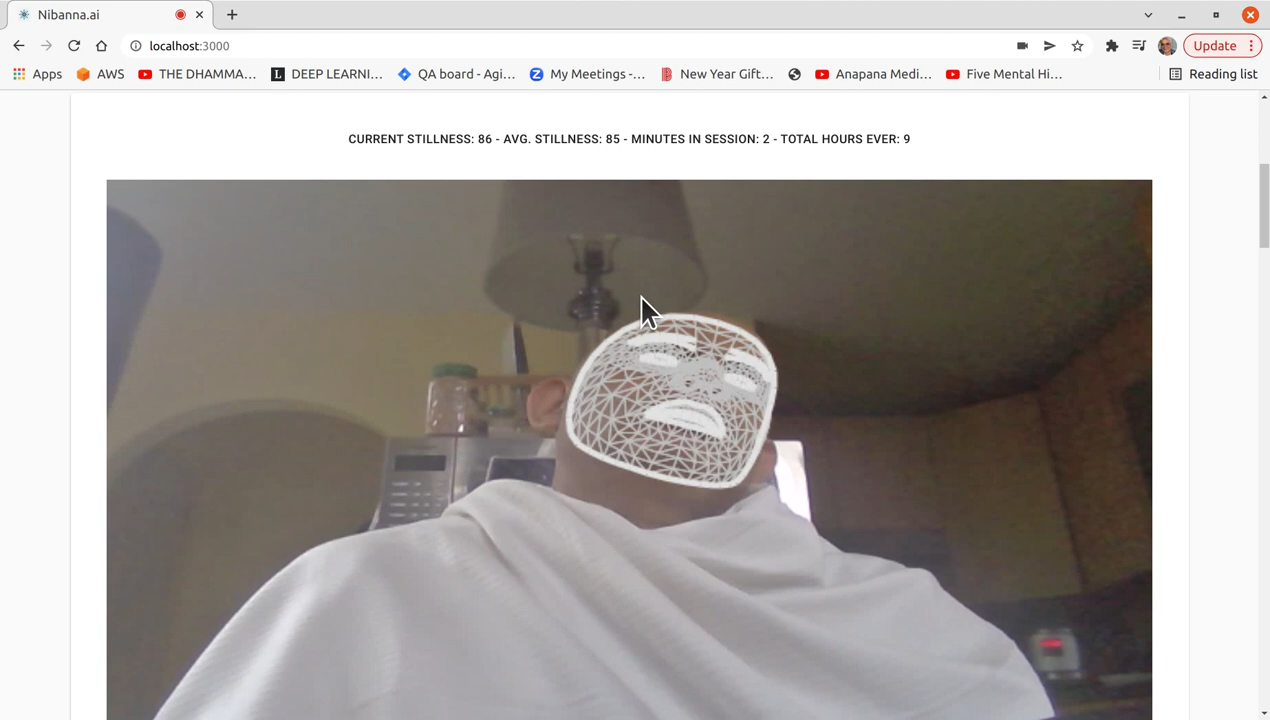 Nibanna.ai
localhost:3000
Update
Apps AWS THE DHAMMA... DEEP LEARNI... QA board - Agi... My Meetings -... New Year Gift... Anapana Medi... Five Mental Hi... Reading list
CURRENT STILLNESS: 86 - AVG. STILLNESS: 85 - MINUTES IN SESSION: 2 - TOTAL HOURS EVER: 9